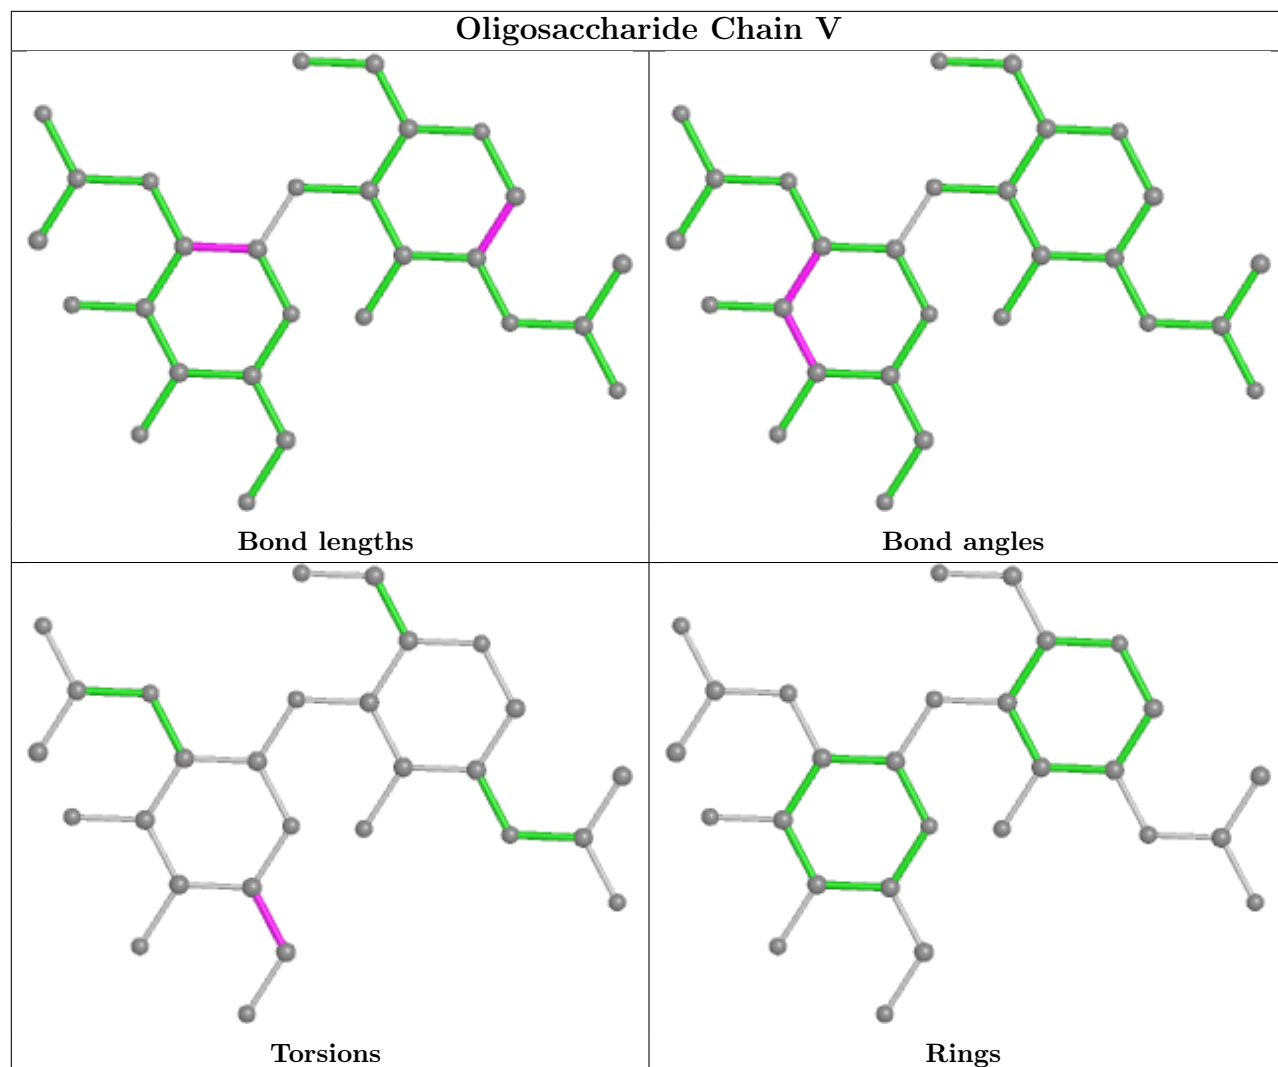 Oligosaccharide Chain V
Bond lengths
Bond angles
Torsions
Rings